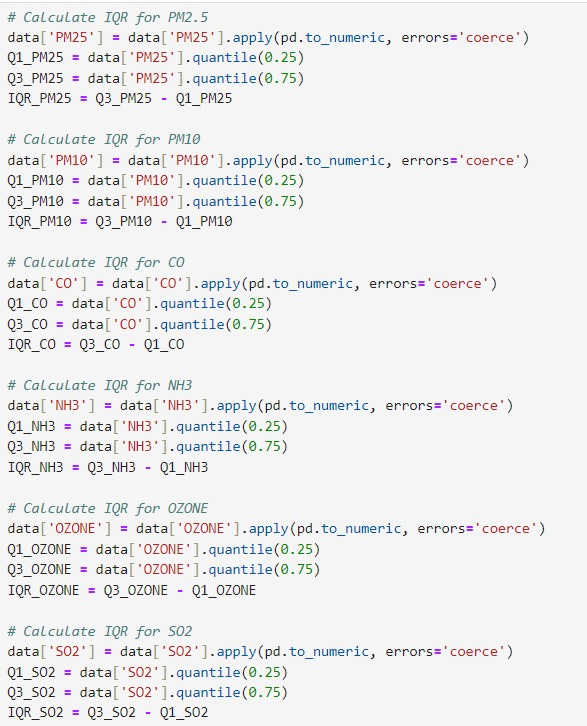 # Calculate IQR for PM2.5
data['PM25'] = data['PM25'].apply(pd.to_numeric, errors='coerce')
Q1_PM25 = data['PM25'].quantile(0.25)
Q3_PM25 = data['PM25'].quantile(0.75)
IQR_PM25 = Q3_PM25 - Q1_PM25

# Calculate IQR for PM10
data['PM10'] = data['PM10'].apply(pd.to_numeric, errors='coerce')
Q1_PM10 = data['PM10'].quantile(0.25)
Q3_PM10 = data['PM10'].quantile(0.75)
IQR_PM10 = Q3_PM10 - Q1_PM10

# Calculate IQR for CO
data['CO'] = data['CO'].apply(pd.to_numeric, errors='coerce')
Q1_CO = data['CO'].quantile(0.25)
Q3_CO = data['CO'].quantile(0.75)
IQR_CO = Q3_CO - Q1_CO

# Calculate IQR for NH3
data['NH3'] = data['NH3'].apply(pd.to_numeric, errors='coerce')
Q1_NH3 = data['NH3'].quantile(0.25)
Q3_NH3 = data['NH3'].quantile(0.75)
IQR_NH3 = Q3_NH3 - Q1_NH3

# Calculate IQR for OZONE
data['OZONE'] = data['OZONE'].apply(pd.to_numeric, errors='coerce')
Q1_OZONE = data['OZONE'].quantile(0.25)
Q3_OZONE = data['OZONE'].quantile(0.75)
IQR_OZONE = Q3_OZONE - Q1_OZONE

# Calculate IQR for SO2
data['SO2'] = data['SO2'].apply(pd.to_numeric, errors='coerce')
Q1_SO2 = data['SO2'].quantile(0.25)
Q3_SO2 = data['SO2'].quantile(0.75)
IQR_SO2 = Q3_SO2 - Q1_SO2